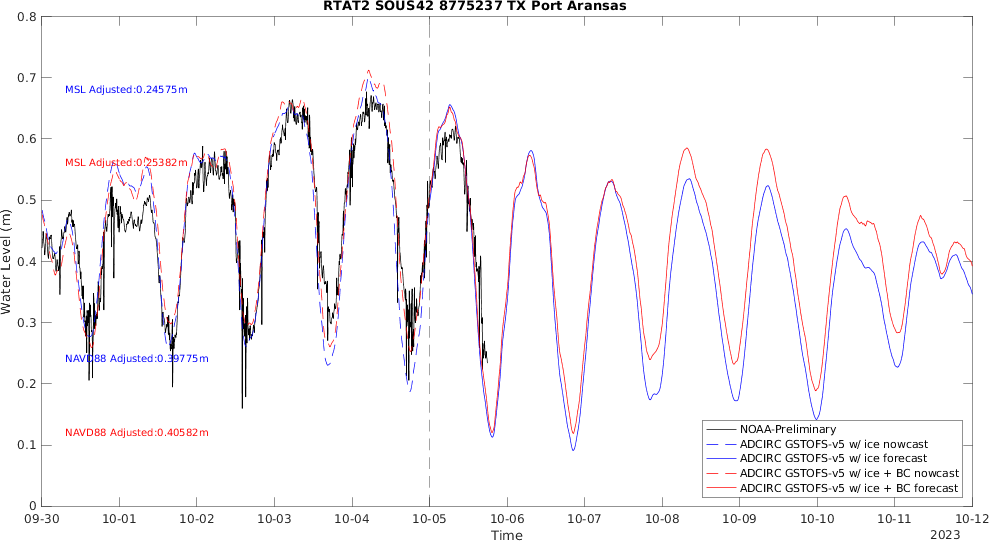 RTAT2 SOUS42 8775237 TX Port Aransas
0.8
0.7
0.6
0.5
0.4
0.3
0.2
0.1
0
Water Level (m)
MSL Adjusted:0.24575m
MSL Adjusted:0.25382m
NAVD88 Adjusted:0.39775m
NAVD88 Adjusted:0.40582m
NOAA-Preliminary
ADCIRC GSTOFS-v5 w/ ice nowcast
ADCIRC GSTOFS-v5 w/ ice forecast
ADCIRC GSTOFS-v5 w/ ice + BC nowcast
ADCIRC GSTOFS-v5 w/ ice + BC forecast
09-30 10-01 10-02 10-03 10-04 10-05 10-06 10-07 10-08 10-09 10-10 10-11 10-12
Time
2023